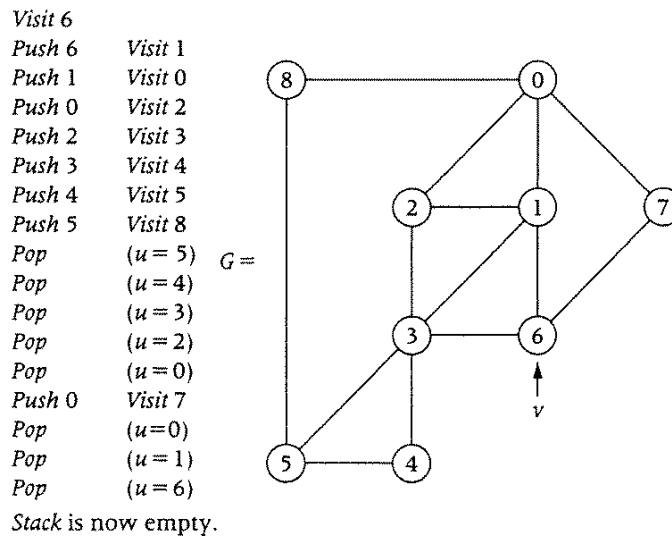 Visit 6
Push 6 Visit 1
Push 1 Visit 0
Push 0 Visit 2
Push 2 Visit 3
Push 3 Visit 4
Push 4 Visit 5
Push 5 Visit 8
Pop (u = 5)
Pop (u = 4)
Pop (u = 3)
Pop (u = 2)
Pop (u = 0)
Push 0 Visit 7
Pop (u=0)
Pop (u = 1)
Pop (u = 6)
Stack is now empty.
G =
8 0
2 1 7
3 6
v
5 4